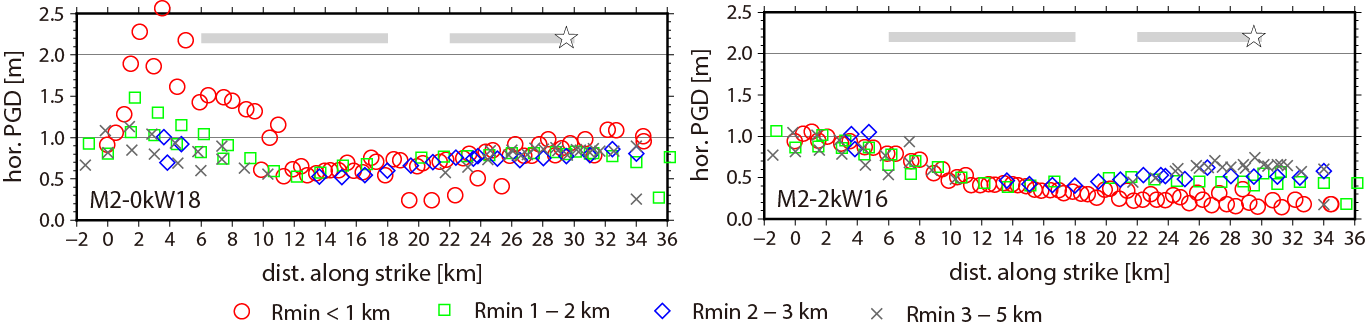 hor. PGD [m]
2.5
2.0
1.5
1.0
0.5
0.0
M2-0kW18
−2 0 2 4 6 8 10 12 14 16 18 20 22 24 26 28 30 32 34 36
dist. along strike [km]
hor. PGD [m]
2.5
2.0
1.5
1.0
0.5
0.0
M2-2kW16
−2 0 2 4 6 8 10 12 14 16 18 20 22 24 26 28 30 32 34 36
dist. along strike [km]
Rmin < 1 km Rmin 1 − 2 km Rmin 2 − 3 km Rmin 3 − 5 km